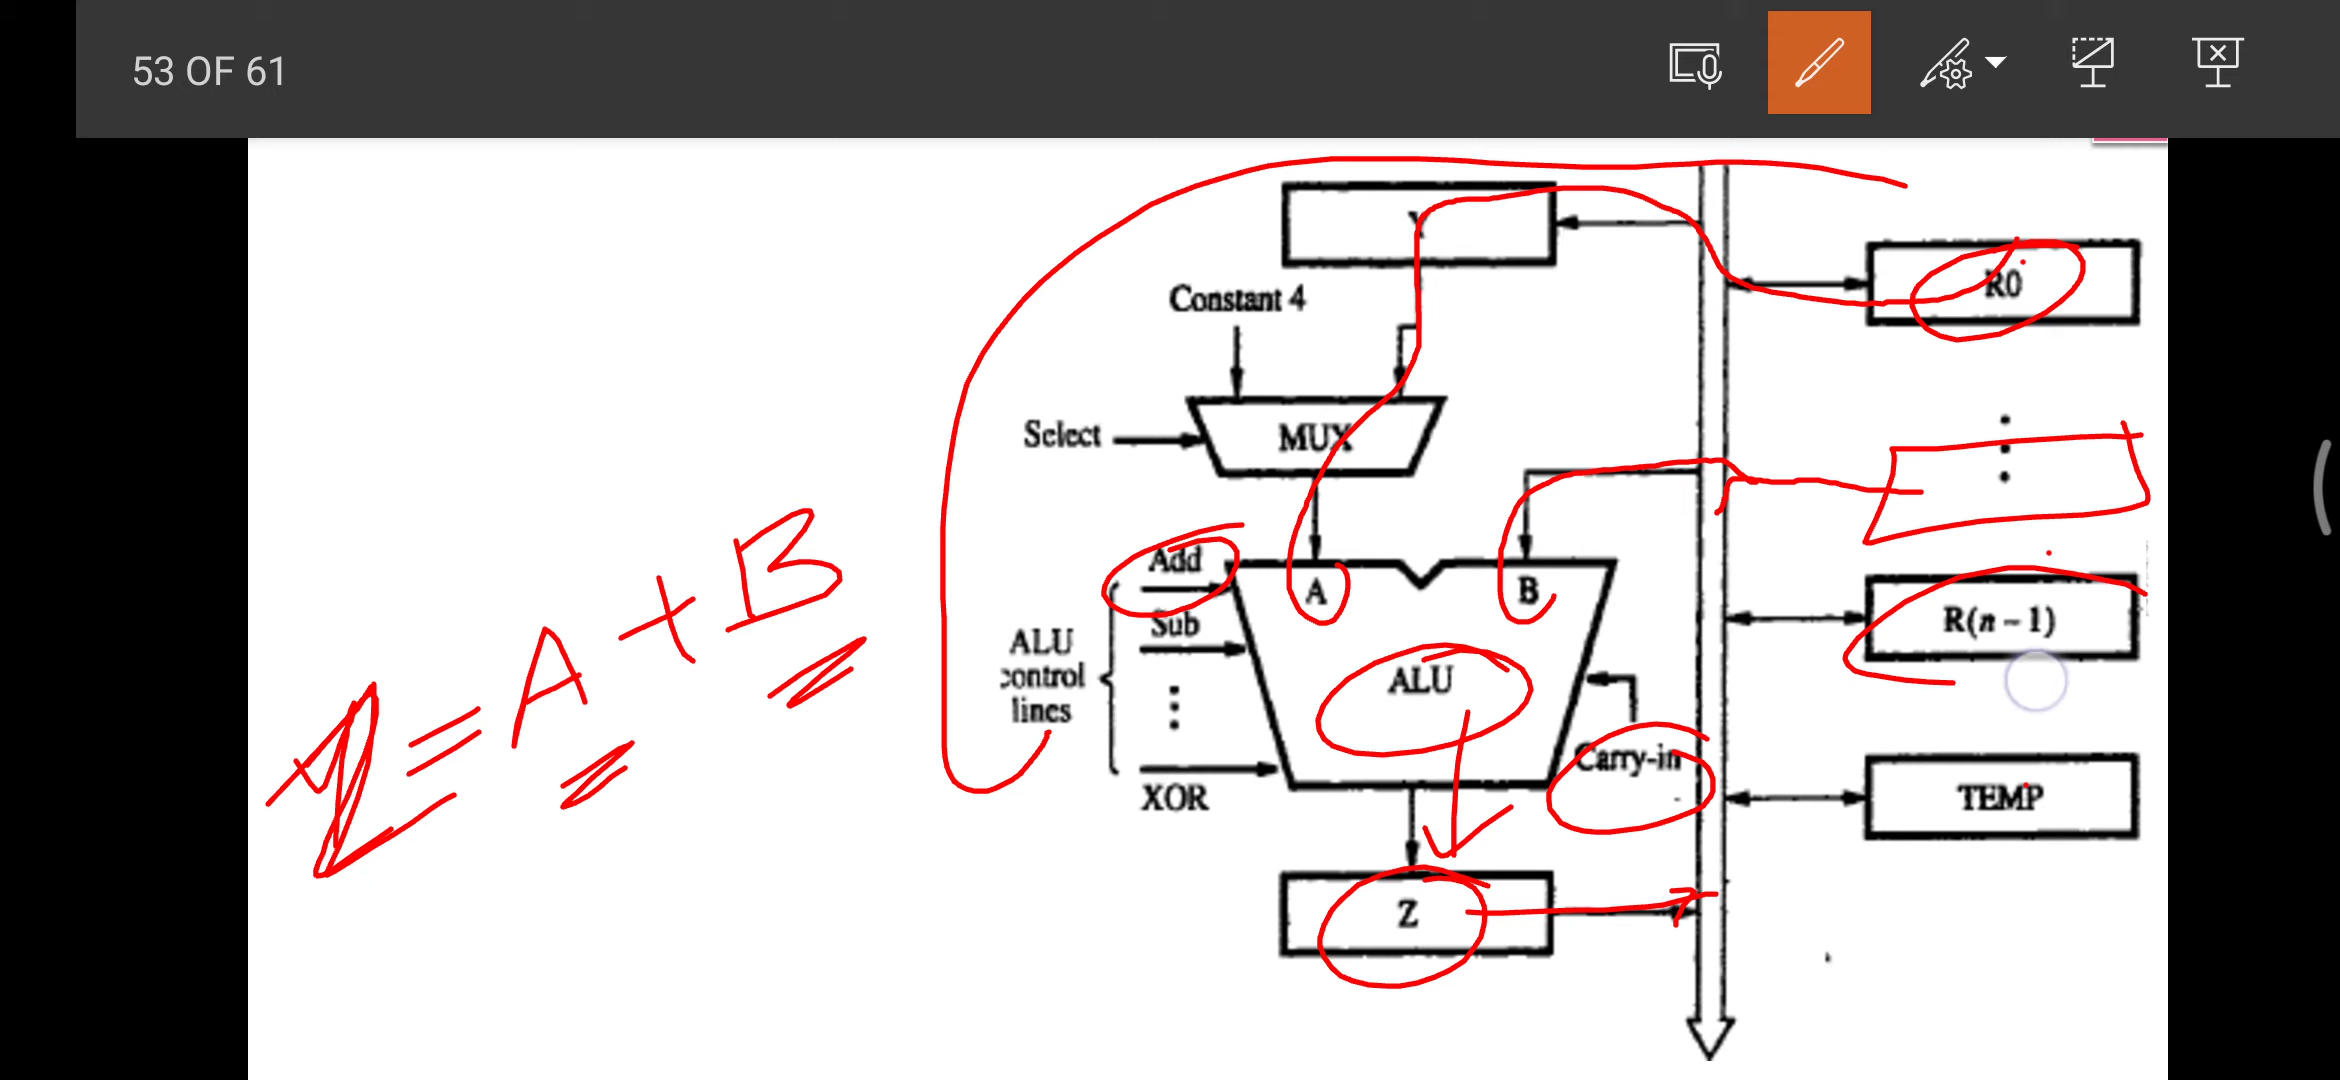 53 OF 61
Y
R0
Constant 4
Select
MUX
Add
A
B
Sub
R(n - 1)
ALU
control
lines
ALU
Carry-in
XOR
TEMP
Z
Z = A + B